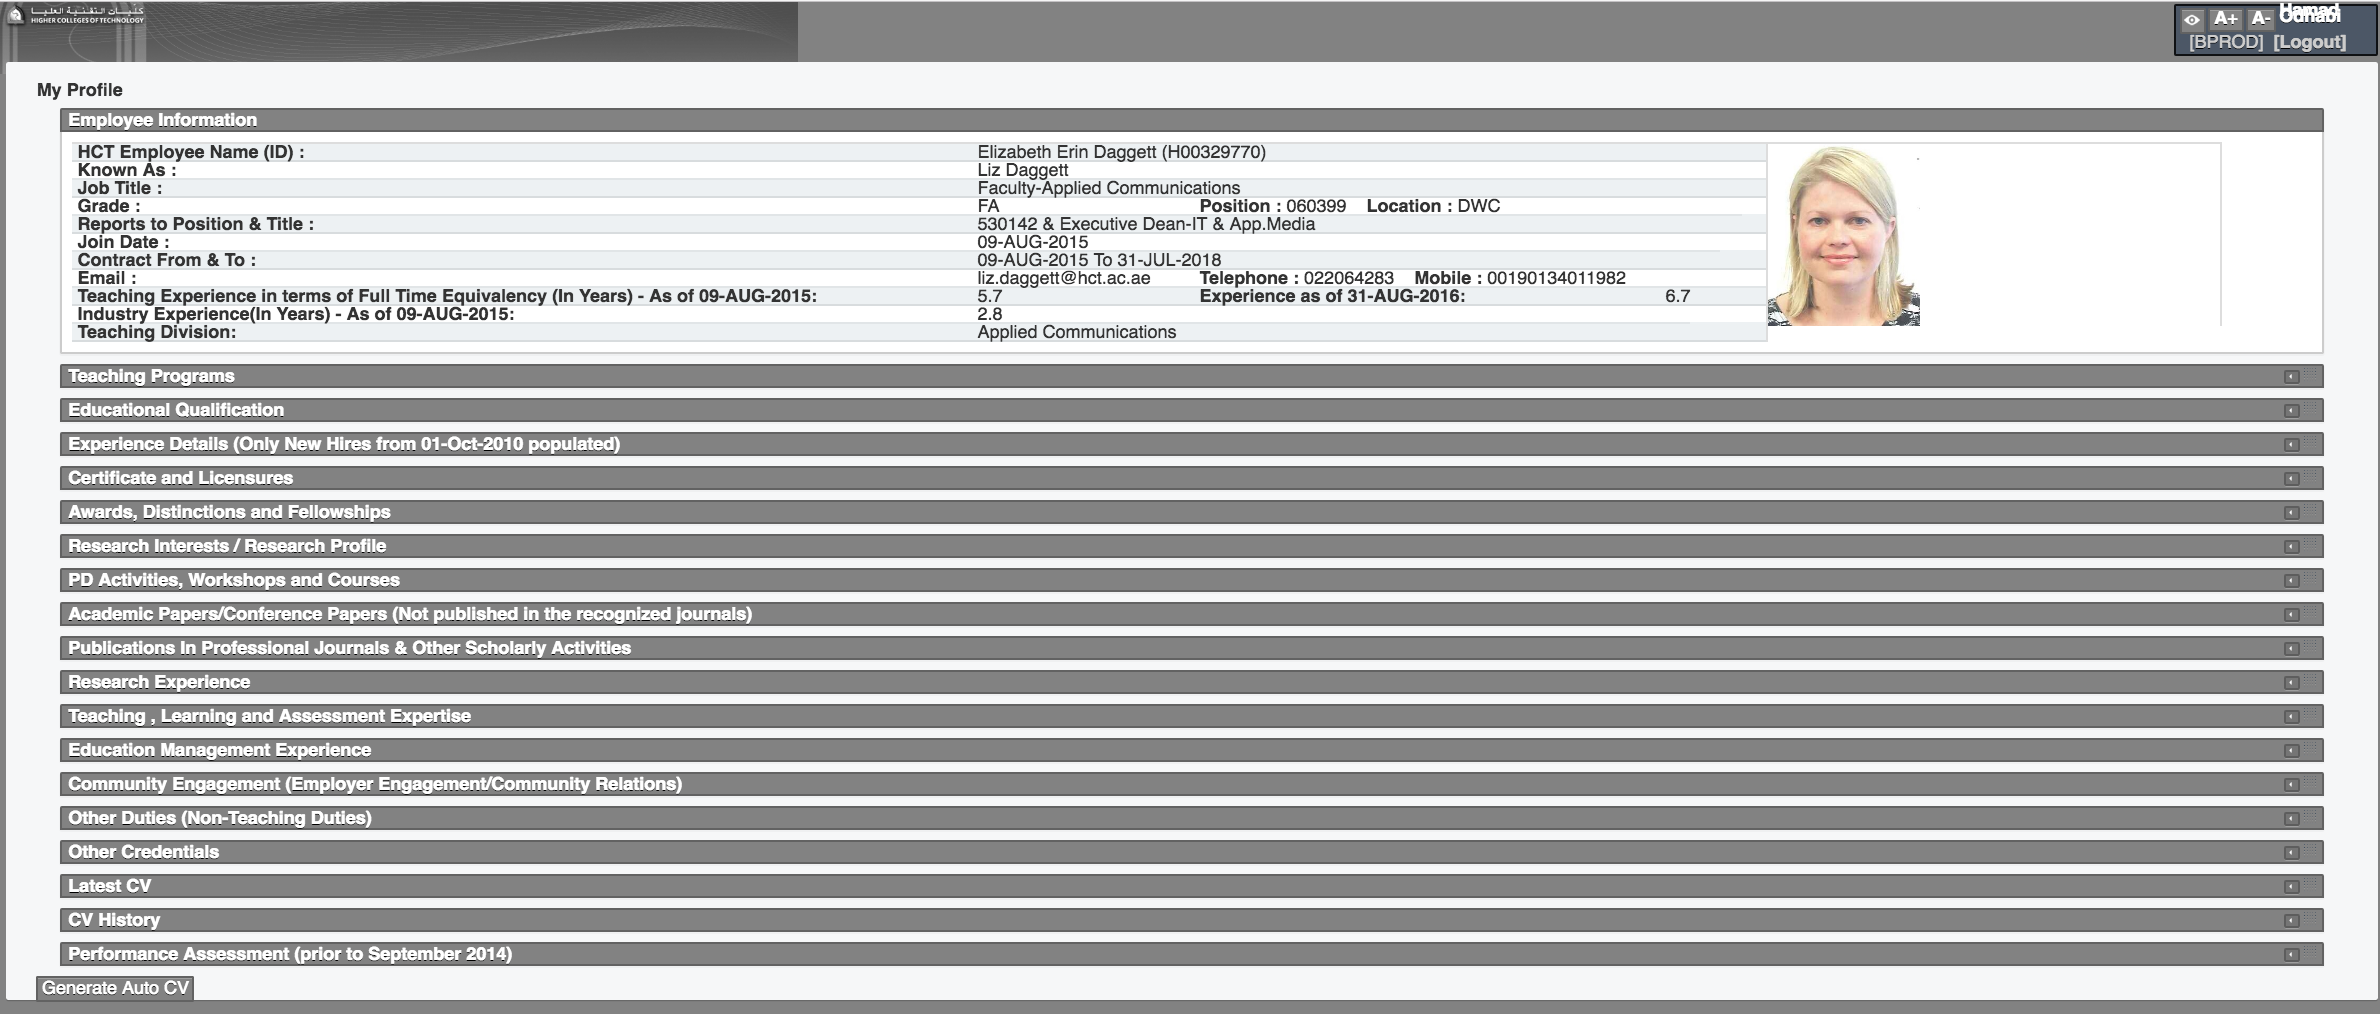 كليات التقنية العليا
HIGHER COLLEGES OF TECHNOLOGY
A+ A-
[BPROD] [Logout]
My Profile
Employee Information
HCT Employee Name (ID) : Elizabeth Erin Daggett (H00329770)
Known As : Liz Daggett
Job Title : Faculty-Applied Communications
Grade : FA Position : 060399 Location : DWC
Reports to Position & Title : 530142 & Executive Dean-IT & App.Media
Join Date : 09-AUG-2015
Contract From & To : 09-AUG-2015 To 31-JUL-2018
Email : liz.daggett@hct.ac.ae Telephone : 022064283 Mobile : 00190134011982
Teaching Experience in terms of Full Time Equivalency (In Years) - As of 09-AUG-2015: 5.7 Experience as of 31-AUG-2016: 6.7
Industry Experience(In Years) - As of 09-AUG-2015: 2.8
Teaching Division: Applied Communications
Teaching Programs
Educational Qualification
Experience Details (Only New Hires from 01-Oct-2010 populated)
Certificate and Licensures
Awards, Distinctions and Fellowships
Research Interests / Research Profile
PD Activities, Workshops and Courses
Academic Papers/Conference Papers (Not published in the recognized journals)
Publications In Professional Journals & Other Scholarly Activities
Research Experience
Teaching , Learning and Assessment Expertise
Education Management Experience
Community Engagement (Employer Engagement/Community Relations)
Other Duties (Non-Teaching Duties)
Other Credentials
Latest CV
CV History
Performance Assessment (prior to September 2014)
Generate Auto CV